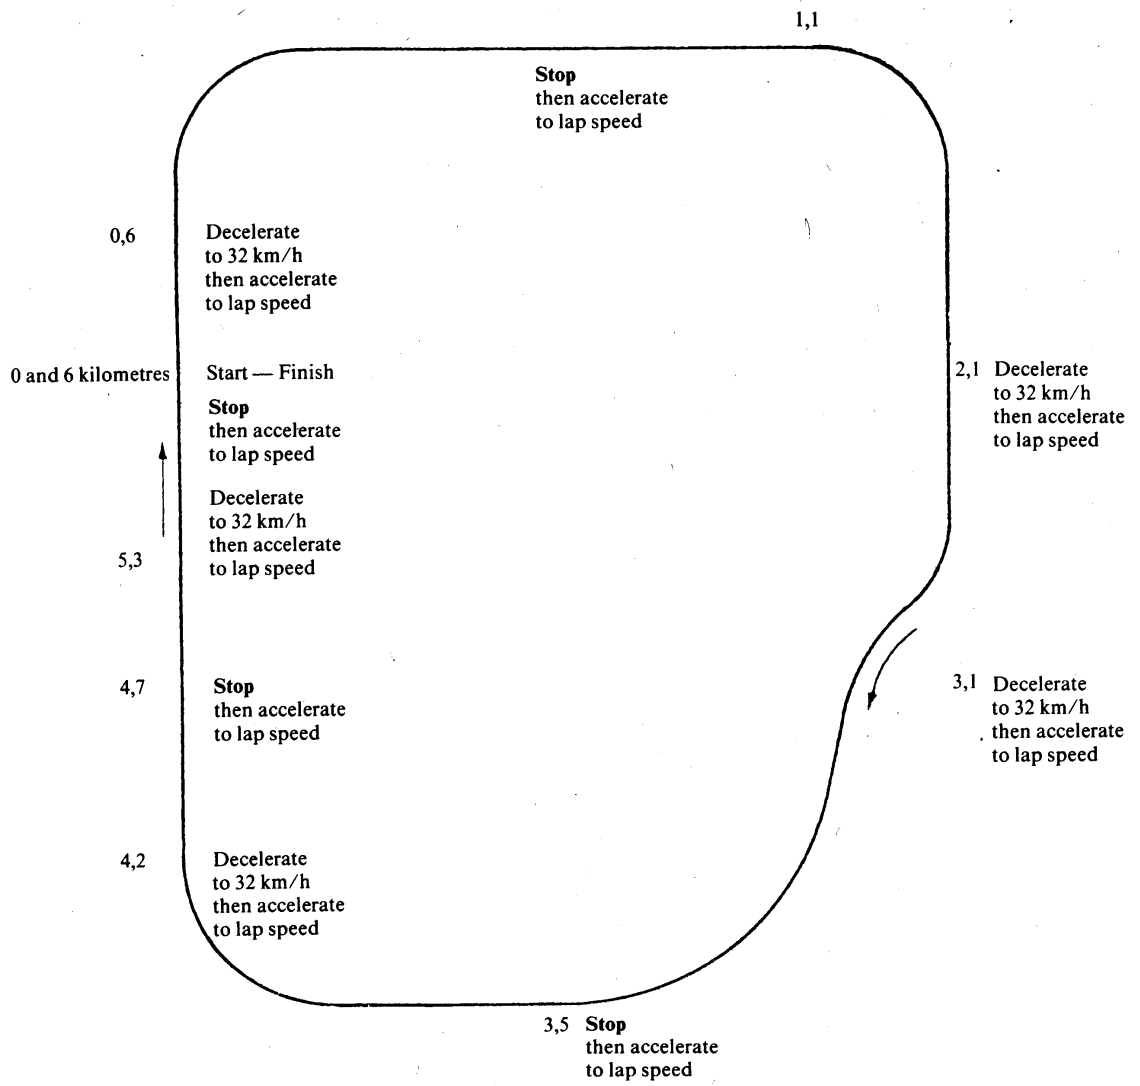 1,1
Stop
then accelerate
to lap speed
0,6
Decelerate
to 32 km/h
then accelerate
to lap speed
0 and 6 kilometres
Start — Finish
Stop
then accelerate
to lap speed
2,1
Decelerate
to 32 km/h
then accelerate
to lap speed
5,3
Decelerate
to 32 km/h
then accelerate
to lap speed
4,7
Stop
then accelerate
to lap speed
3,1
Decelerate
to 32 km/h
then accelerate
to lap speed
4,2
Decelerate
to 32 km/h
then accelerate
to lap speed
3,5
Stop
then accelerate
to lap speed